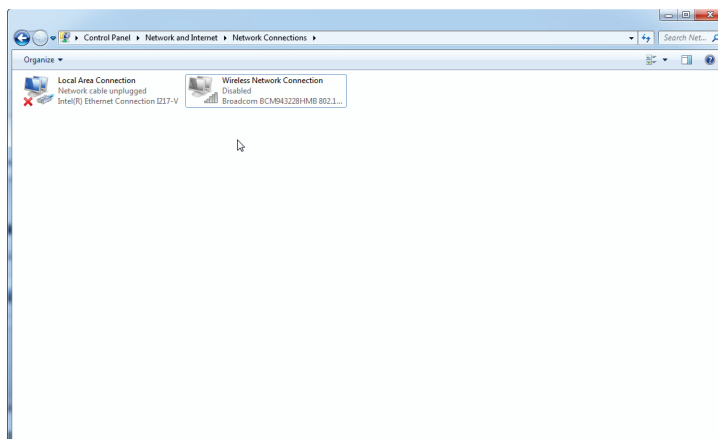 Control Panel ▸ Network and Internet ▸ Network Connections ▸
Search Net...
Organize
Local Area Connection
Network cable unplugged
Intel(R) Ethernet Connection I217-V
Wireless Network Connection
Disabled
Broadcom BCM943228HMB 802.1...